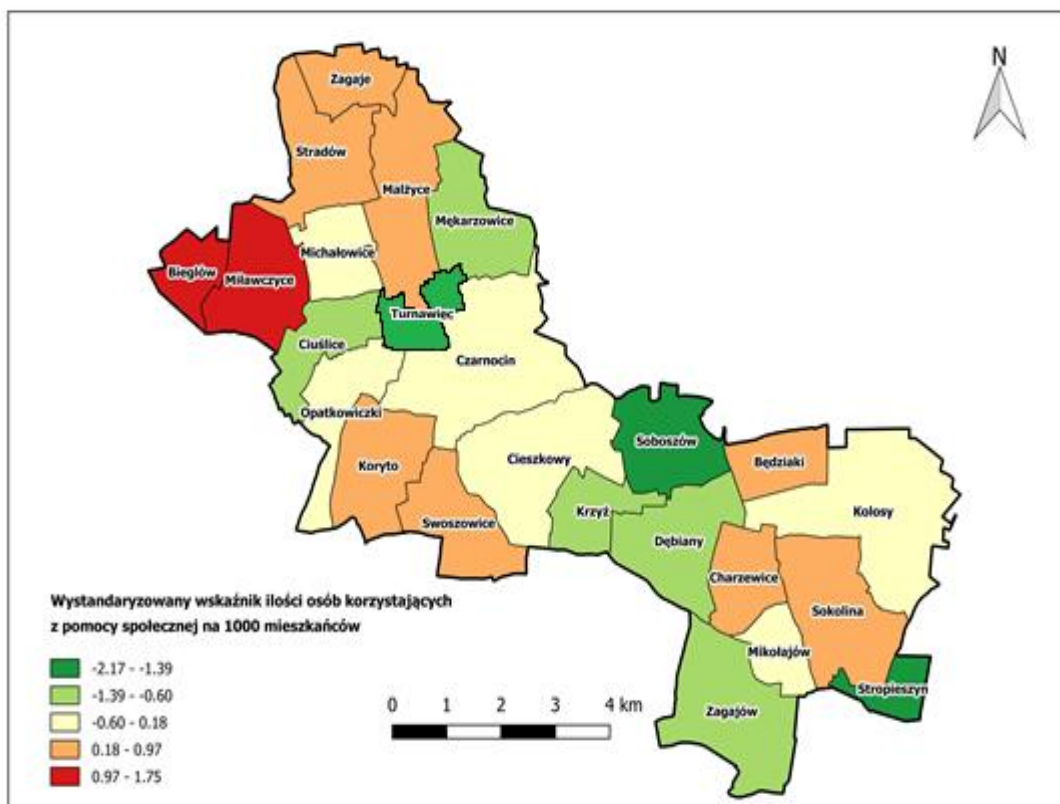 N
Zagaje
Stradów
Malżyce
Mękarzowice
Michałowice
Bieglów
Miławczyce
Turnawiec
Ciuślice
Czarnocin
Opatkowiczki
Soboszów
Koryto
Cieszkowy
Będziaki
Swoszowice
Krzyż
Kolosy
Dębiany
Charzewice
Sokolina
Mikołajów
Stropieszyn
Zagajów
Wystandaryzowany wskaźnik ilości osób korzystających
z pomocy społecznej na 1000 mieszkańców
-2.17 - -1.39
-1.39 - -0.60
-0.60 - 0.18
0.18 - 0.97
0.97 - 1.75
0 1 2 3 4 km